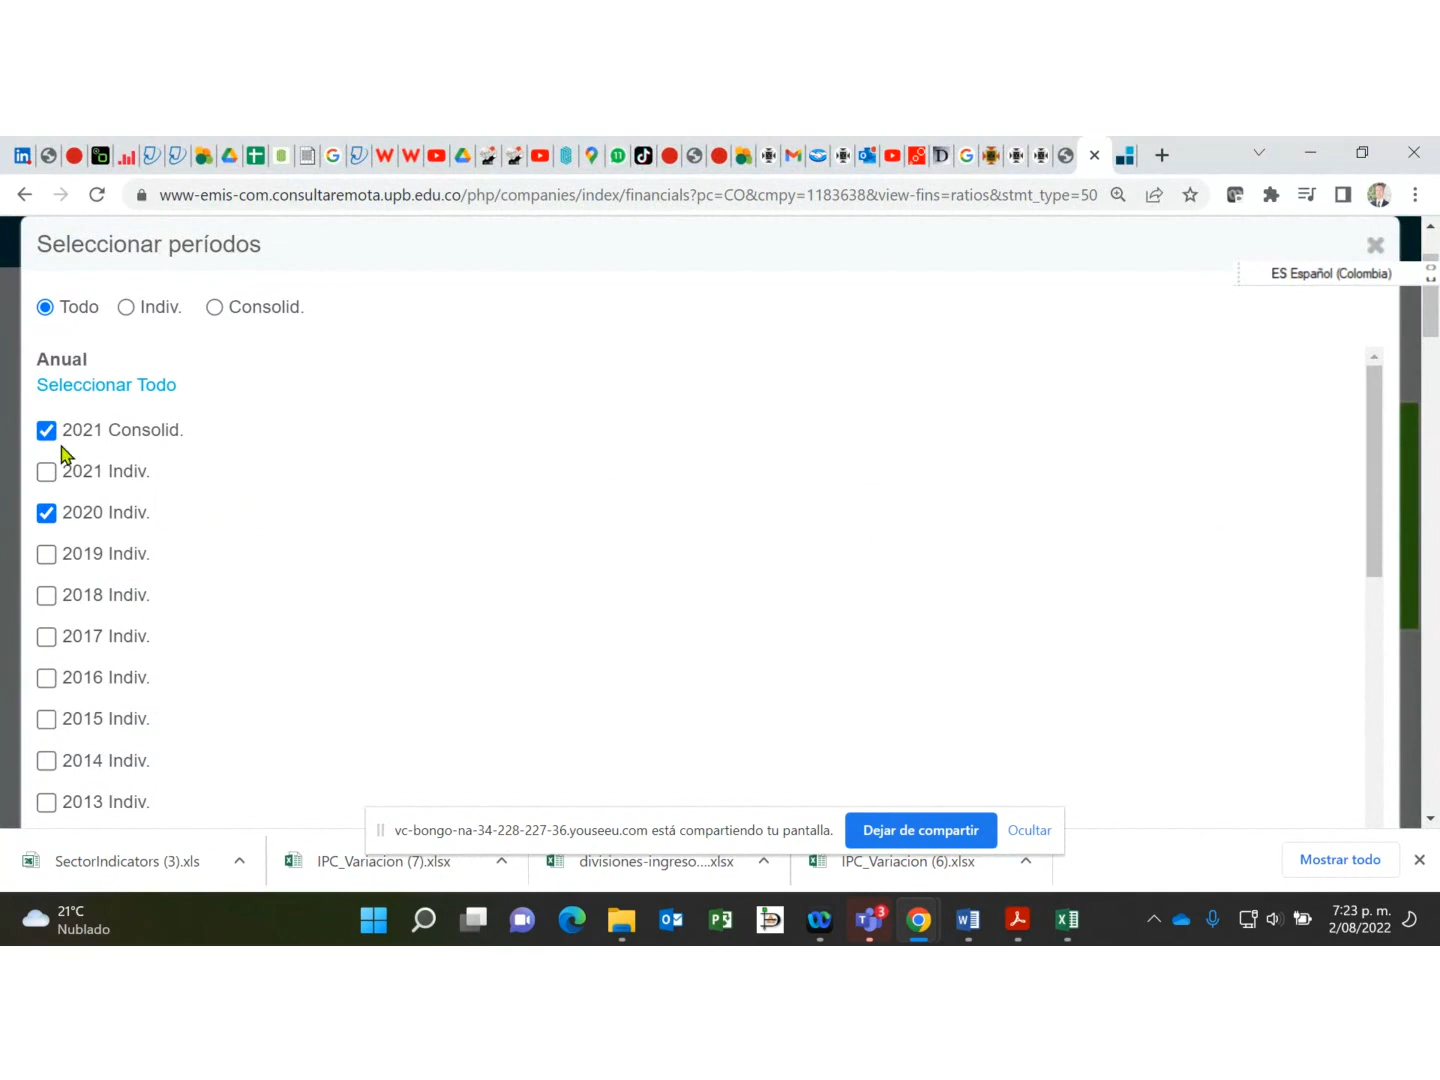 www-emis-com.consultaremota.upb.edu.co/php/companies/index/financials?pc=CO&cmpy=1183638&view-fins=ratios&stmt_type=50
Seleccionar períodos
ES Español (Colombia)
Todo Indiv. Consolid.
Anual
Seleccionar Todo
2021 Consolid.
2021 Indiv.
2020 Indiv.
2019 Indiv.
2018 Indiv.
2017 Indiv.
2016 Indiv.
2015 Indiv.
2014 Indiv.
2013 Indiv.
vc-bongo-na-34-228-227-36.youseeu.com está compartiendo tu pantalla. Dejar de compartir Ocultar
SectorIndicators (3).xls IPC_Variacion (7).xlsx divisiones-ingreso....xlsx IPC_Variacion (6).xlsx Mostrar todo
21°C
Nublado
3
7:23 p. m.
2/08/2022